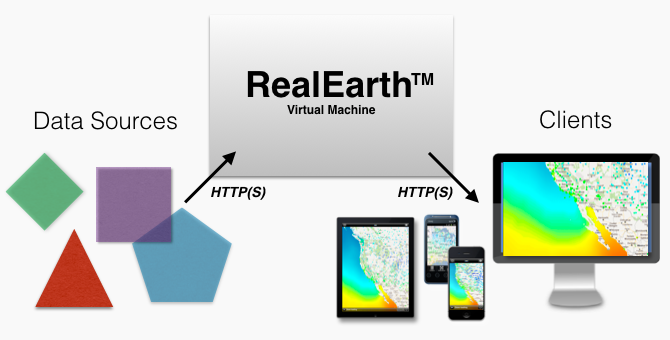 RealEarth™
Virtual Machine
Data Sources
Clients
HTTP(S)
HTTP(S)